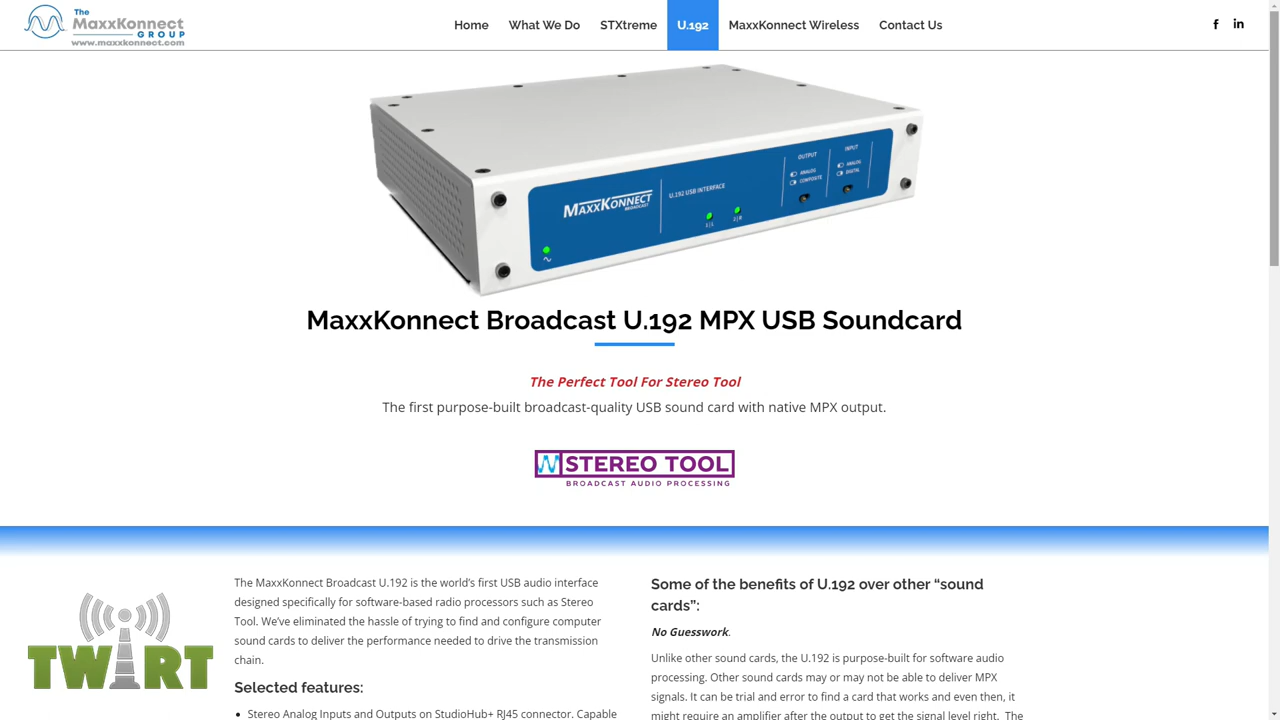 The
MaxxKonnect
GROUP
www.maxxkonnect.com
Home
What We Do
STXtreme
U.192
MaxxKonnect Wireless
Contact Us
MAXXKONNECT
BROADCAST
U.192 USB INTERFACE
OUTPUT
ANALOG
COMPOSITE
INPUT
ANALOG
DIGITAL
MaxxKonnect Broadcast U.192 MPX USB Soundcard
The Perfect Tool For Stereo Tool
The first purpose-built broadcast-quality USB sound card with native MPX output.
STEREO TOOL
BROADCAST AUDIO PROCESSING
TWIRT
The MaxxKonnect Broadcast U.192 is the world’s first USB audio interface
designed specifically for software-based radio processors such as Stereo
Tool. We’ve eliminated the hassle of trying to find and configure computer
sound cards to deliver the performance needed to drive the transmission
chain.
Selected features:
• Stereo Analog Inputs and Outputs on StudioHub+ RJ45 connector. Capable
Some of the benefits of U.192 over other “sound
cards”:
No Guesswork.
Unlike other sound cards, the U.192 is purpose-built for software audio
processing. Other sound cards may or may not be able to deliver MPX
signals. It can be trial and error to find a card that works and even then, it
might require an amplifier after the output to get the signal level right. The